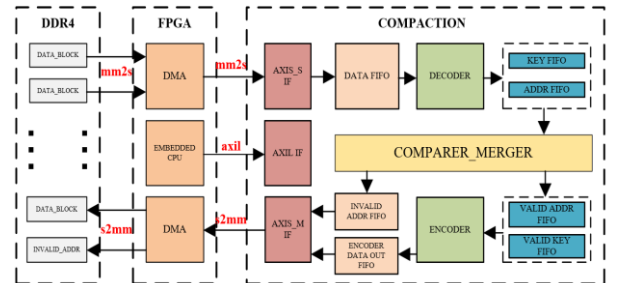 DDR4
FPGA
COMPACTION
DATA_BLOCK
mm2s
DATA_BLOCK
DMA
mm2s
AXIS_S
IF
DATA FIFO
DECODER
KEY FIFO
ADDR FIFO
EMBEDDED
CPU
axil
AXIL IF
COMPARER_MERGER
DATA_BLOCK
s2mm
INVALID_ADDR
DMA
s2mm
AXIS_M
IF
INVALID
ADDR FIFO
ENCODER
DATA OUT
FIFO
ENCODER
VALID ADDR
FIFO
VALID KEY
FIFO